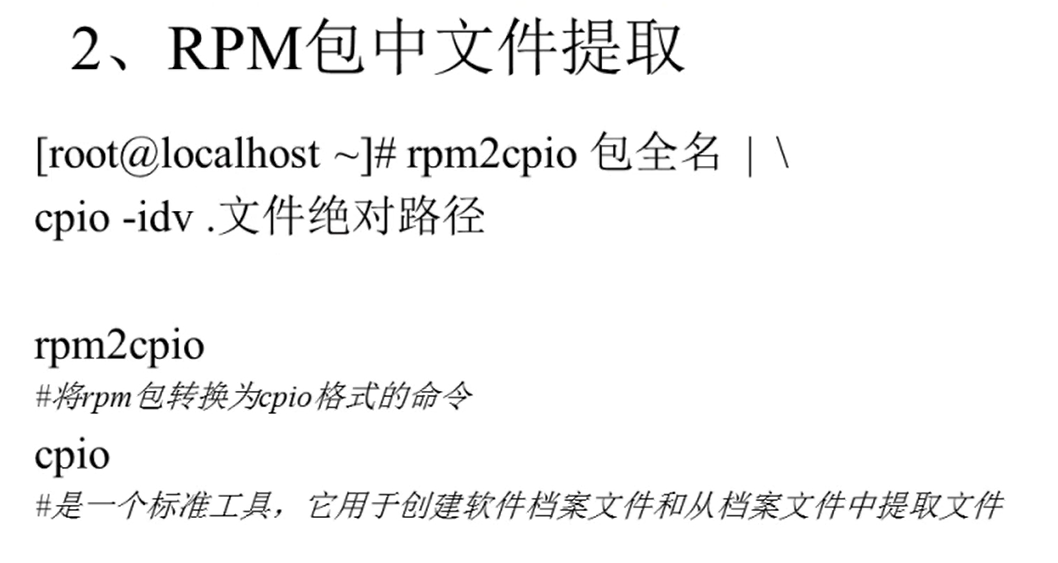 2、RPM包中文件提取
[root@localhost ~]# rpm2cpio 包全名 | \
cpio -idv .文件绝对路径
rpm2cpio
#将rpm包转换为cpio格式的命令
cpio
#是一个标准工具，它用于创建软件档案文件和从档案文件中提取文件